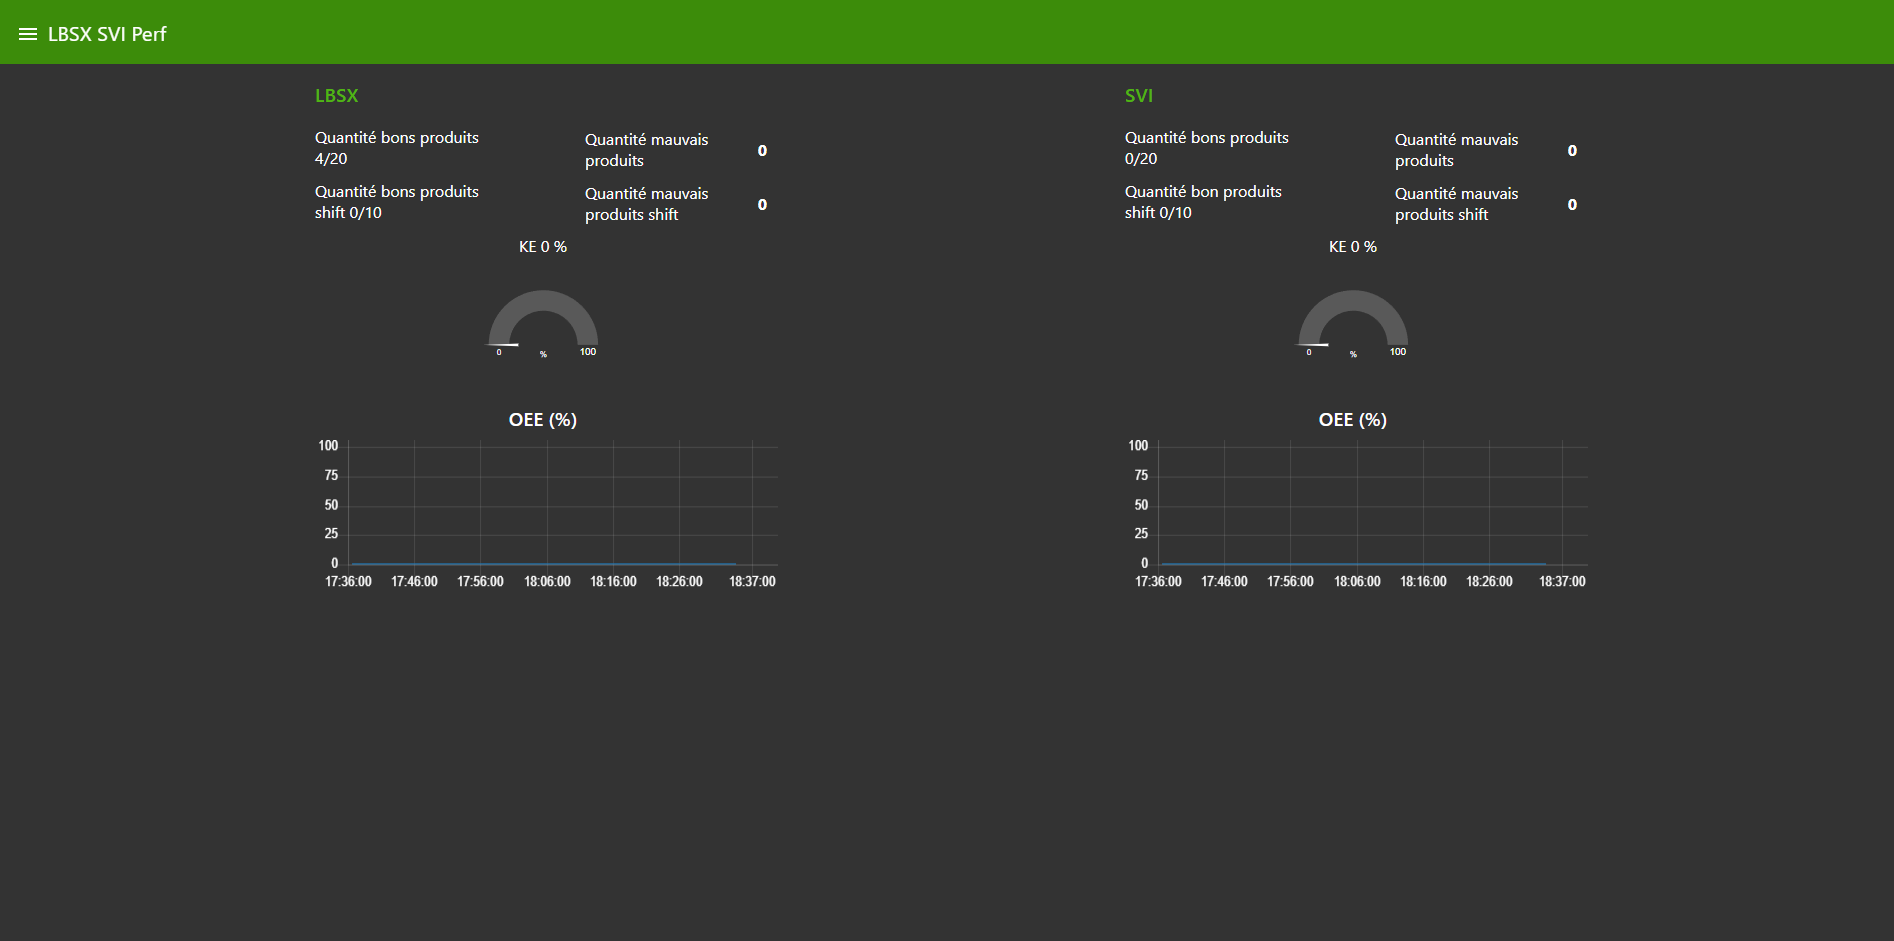 LBSX SVI Perf
LBSX
Quantité bons produits
4/20
Quantité mauvais
produits
0
Quantité bons produits
shift 0/10
Quantité mauvais
produits shift
0
KE 0 %
0
%
100
OEE (%)
100
75
50
25
0
17:36:00 17:46:00 17:56:00 18:06:00 18:16:00 18:26:00 18:37:00
SVI
Quantité bons produits
0/20
Quantité mauvais
produits
0
Quantité bon produits
shift 0/10
Quantité mauvais
produits shift
0
KE 0 %
0
%
100
OEE (%)
100
75
50
25
0
17:36:00 17:46:00 17:56:00 18:06:00 18:16:00 18:26:00 18:37:00